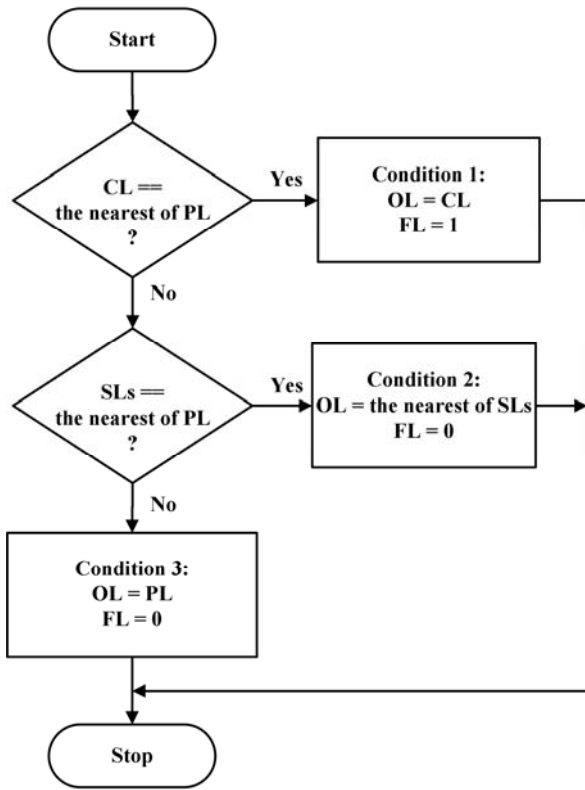 Start
CL ==
the nearest of PL
?
Yes
Condition 1:
OL = CL
FL = 1
No
SLs ==
the nearest of PL
?
Yes
Condition 2:
OL = the nearest of SLs
FL = 0
No
Condition 3:
OL = PL
FL = 0
Stop